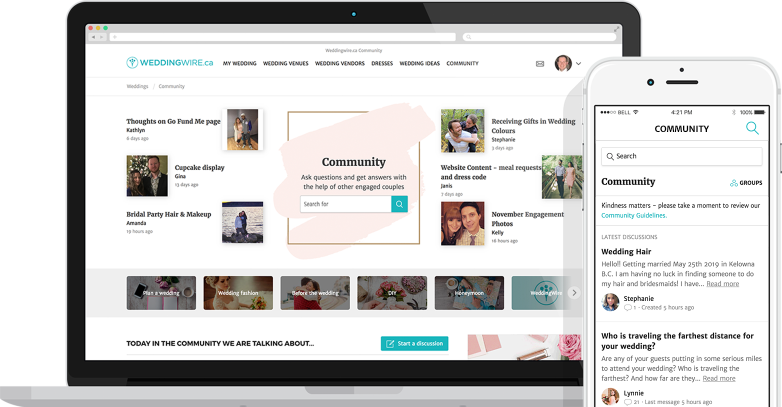 Weddingwire.ca Community
WEDDINGWIRE.ca
MY WEDDING WEDDING VENUES WEDDING VENDORS DRESSES WEDDING IDEAS COMMUNITY
Weddings / Community
Thoughts on Go Fund Me page
Kathlyn
6 days ago
Cupcake display
Gina
13 days ago
Bridal Party Hair & Makeup
Amanda
19 hours ago
Community
Ask questions and get answers with
the help of other engaged couples
Search for
Receiving Gifts in Wedding
Colours
Stephanie
3 days ago
Website Content - meal requests
and dress code
Janis
7 days ago
November Engagement
Photos
Kelly
16 hours ago
Plan a wedding
Wedding fashion
Before the wedding
DIY
Honeymoon
WeddingWire
TODAY IN THE COMMUNITY WE ARE TALKING ABOUT...
Start a discussion
BELL 4:21 PM 100%
COMMUNITY
Search
Community
GROUPS
Kindness matters - please take a moment to review our
Community Guidelines.
LATEST DISCUSSIONS
Wedding Hair
Hello!! Getting married May 25th 2019 in Kelowna
B.C. I am having no luck in finding someone to do
my hair and bridesmaids! I have... Read more
Stephanie
1 - Created 5 hours ago
Who is traveling the farthest distance for
your wedding?
Are any of your guests putting in some serious miles
to attend your wedding? Who is traveling the
farthest? And how far are they... Read more
Lynnie
21 - Last message 5 hours ago